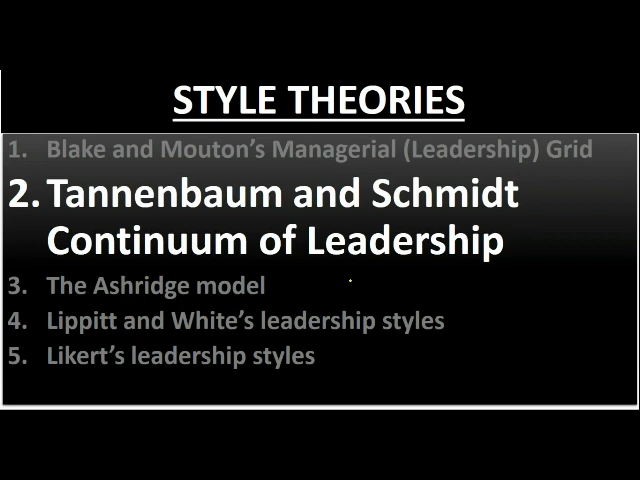 STYLE THEORIES
1. Blake and Mouton's Managerial (Leadership) Grid
2. Tannenbaum and Schmidt
Continuum of Leadership
3. The Ashridge model
4. Lippitt and White's leadership styles
5. Likert's leadership styles